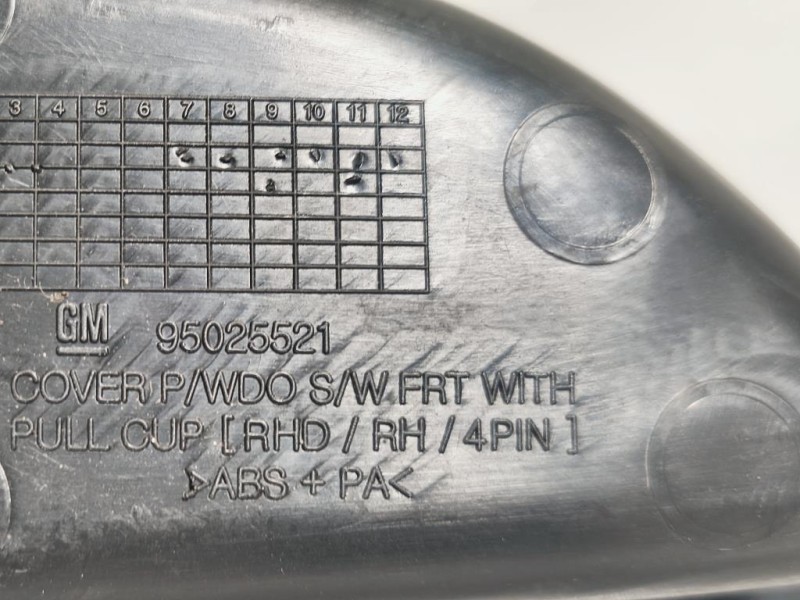 3 4 5 6 7 8 9 10 11 12
GM 95025521
COVER P/WDO S/W FRT WITH
PULL CUP [ RHD / RH / 4PIN ]
>ABS + PA<